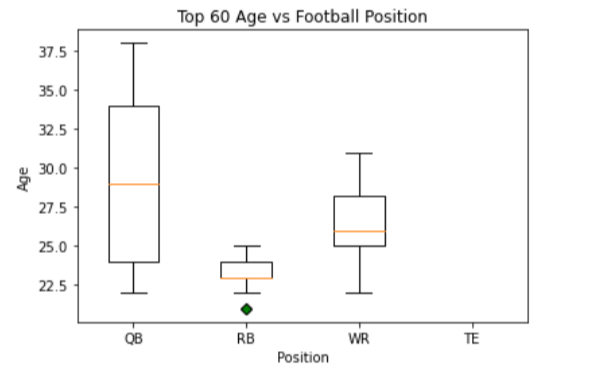 Top 60 Age vs Football Position
37.5
35.0
32.5
30.0
27.5
25.0
22.5
Age
QB RB WR TE
Position